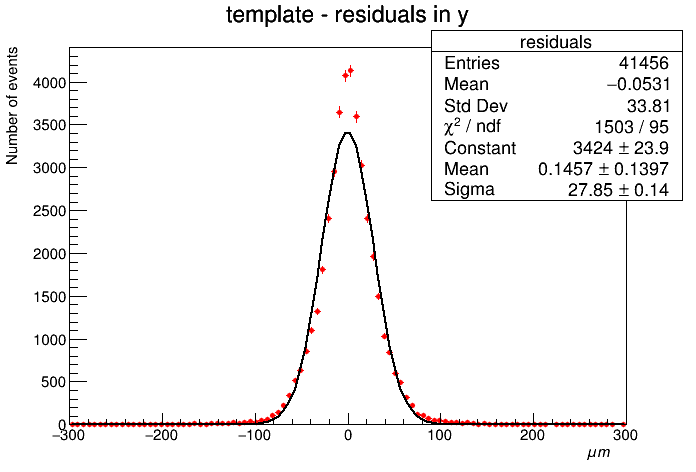 template - residuals in y
residuals
Entries 41456
Mean −0.0531
Std Dev 33.81
χ² / ndf 1503 / 95
Constant 3424 ± 23.9
Mean 0.1457 ± 0.1397
Sigma 27.85 ± 0.14
Number of events
4000
3500
3000
2500
2000
1500
1000
500
0
−300 −200 −100 0 100 200 300
μm